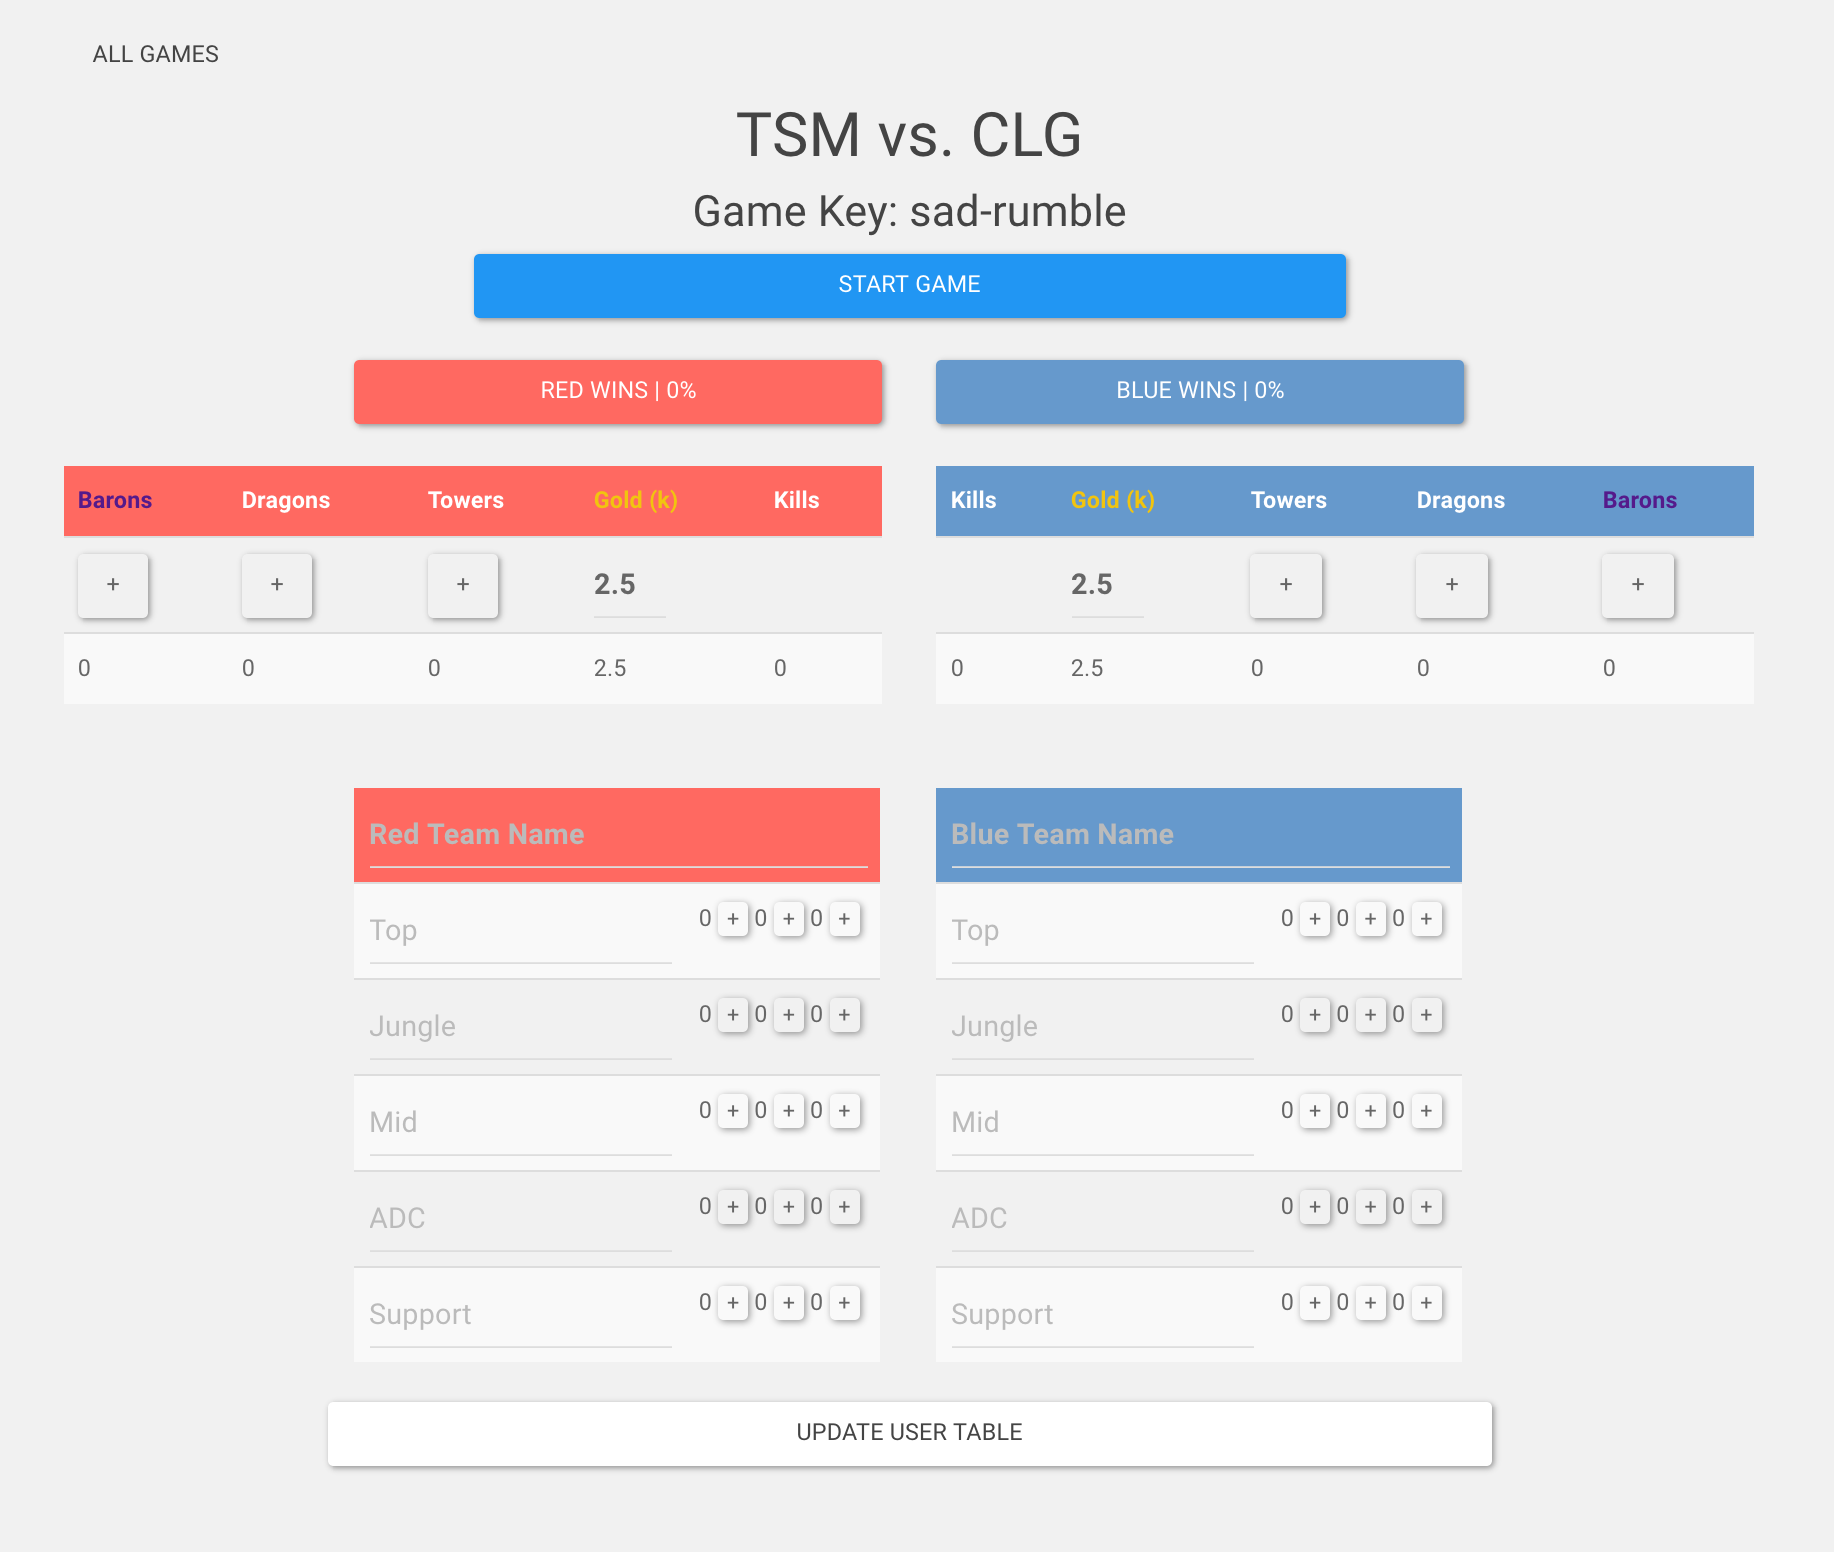 ALL GAMES
TSM vs. CLG
Game Key: sad-rumble
START GAME
RED WINS | 0% BLUE WINS | 0%
Barons Dragons Towers Gold (k) Kills Kills Gold (k) Towers Dragons Barons
+ + + 2.5 2.5 + + +
0 0 0 2.5 0 0 2.5 0 0 0
Red Team Name Blue Team Name
Top 0 + 0 + 0 + Top 0 + 0 + 0 +
Jungle 0 + 0 + 0 + Jungle 0 + 0 + 0 +
Mid 0 + 0 + 0 + Mid 0 + 0 + 0 +
ADC 0 + 0 + 0 + ADC 0 + 0 + 0 +
Support 0 + 0 + 0 + Support 0 + 0 + 0 +
UPDATE USER TABLE